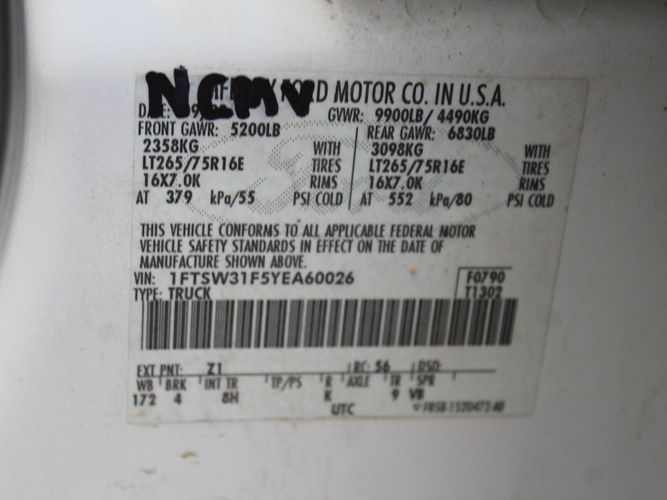 NCMV
FORD MOTOR CO. IN U.S.A.
GVWR: 9900LB/ 4490KG
FRONT GAWR: 5200LB REAR GAWR: 6830LB
2358KG WITH 3098KG WITH
LT265/75R16E TIRES LT265/75R16E TIRES
16X7.0K RIMS 16X7.0K RIMS
AT 379 kPa/55 PSI COLD AT 552 kPa/80 PSI COLD
THIS VEHICLE CONFORMS TO ALL APPLICABLE FEDERAL MOTOR
VEHICLE SAFETY STANDARDS IN EFFECT ON THE DATE OF
MANUFACTURE SHOWN ABOVE.
VIN: 1FTSW31F5YEA60026 F0790
TYPE: TRUCK T1302
EXT PNT: Z1 RC: 56 DSO:
WB BRK INT TR TP/PS R AXLE TR SPR
172 4 8H K 9 VB
UTC